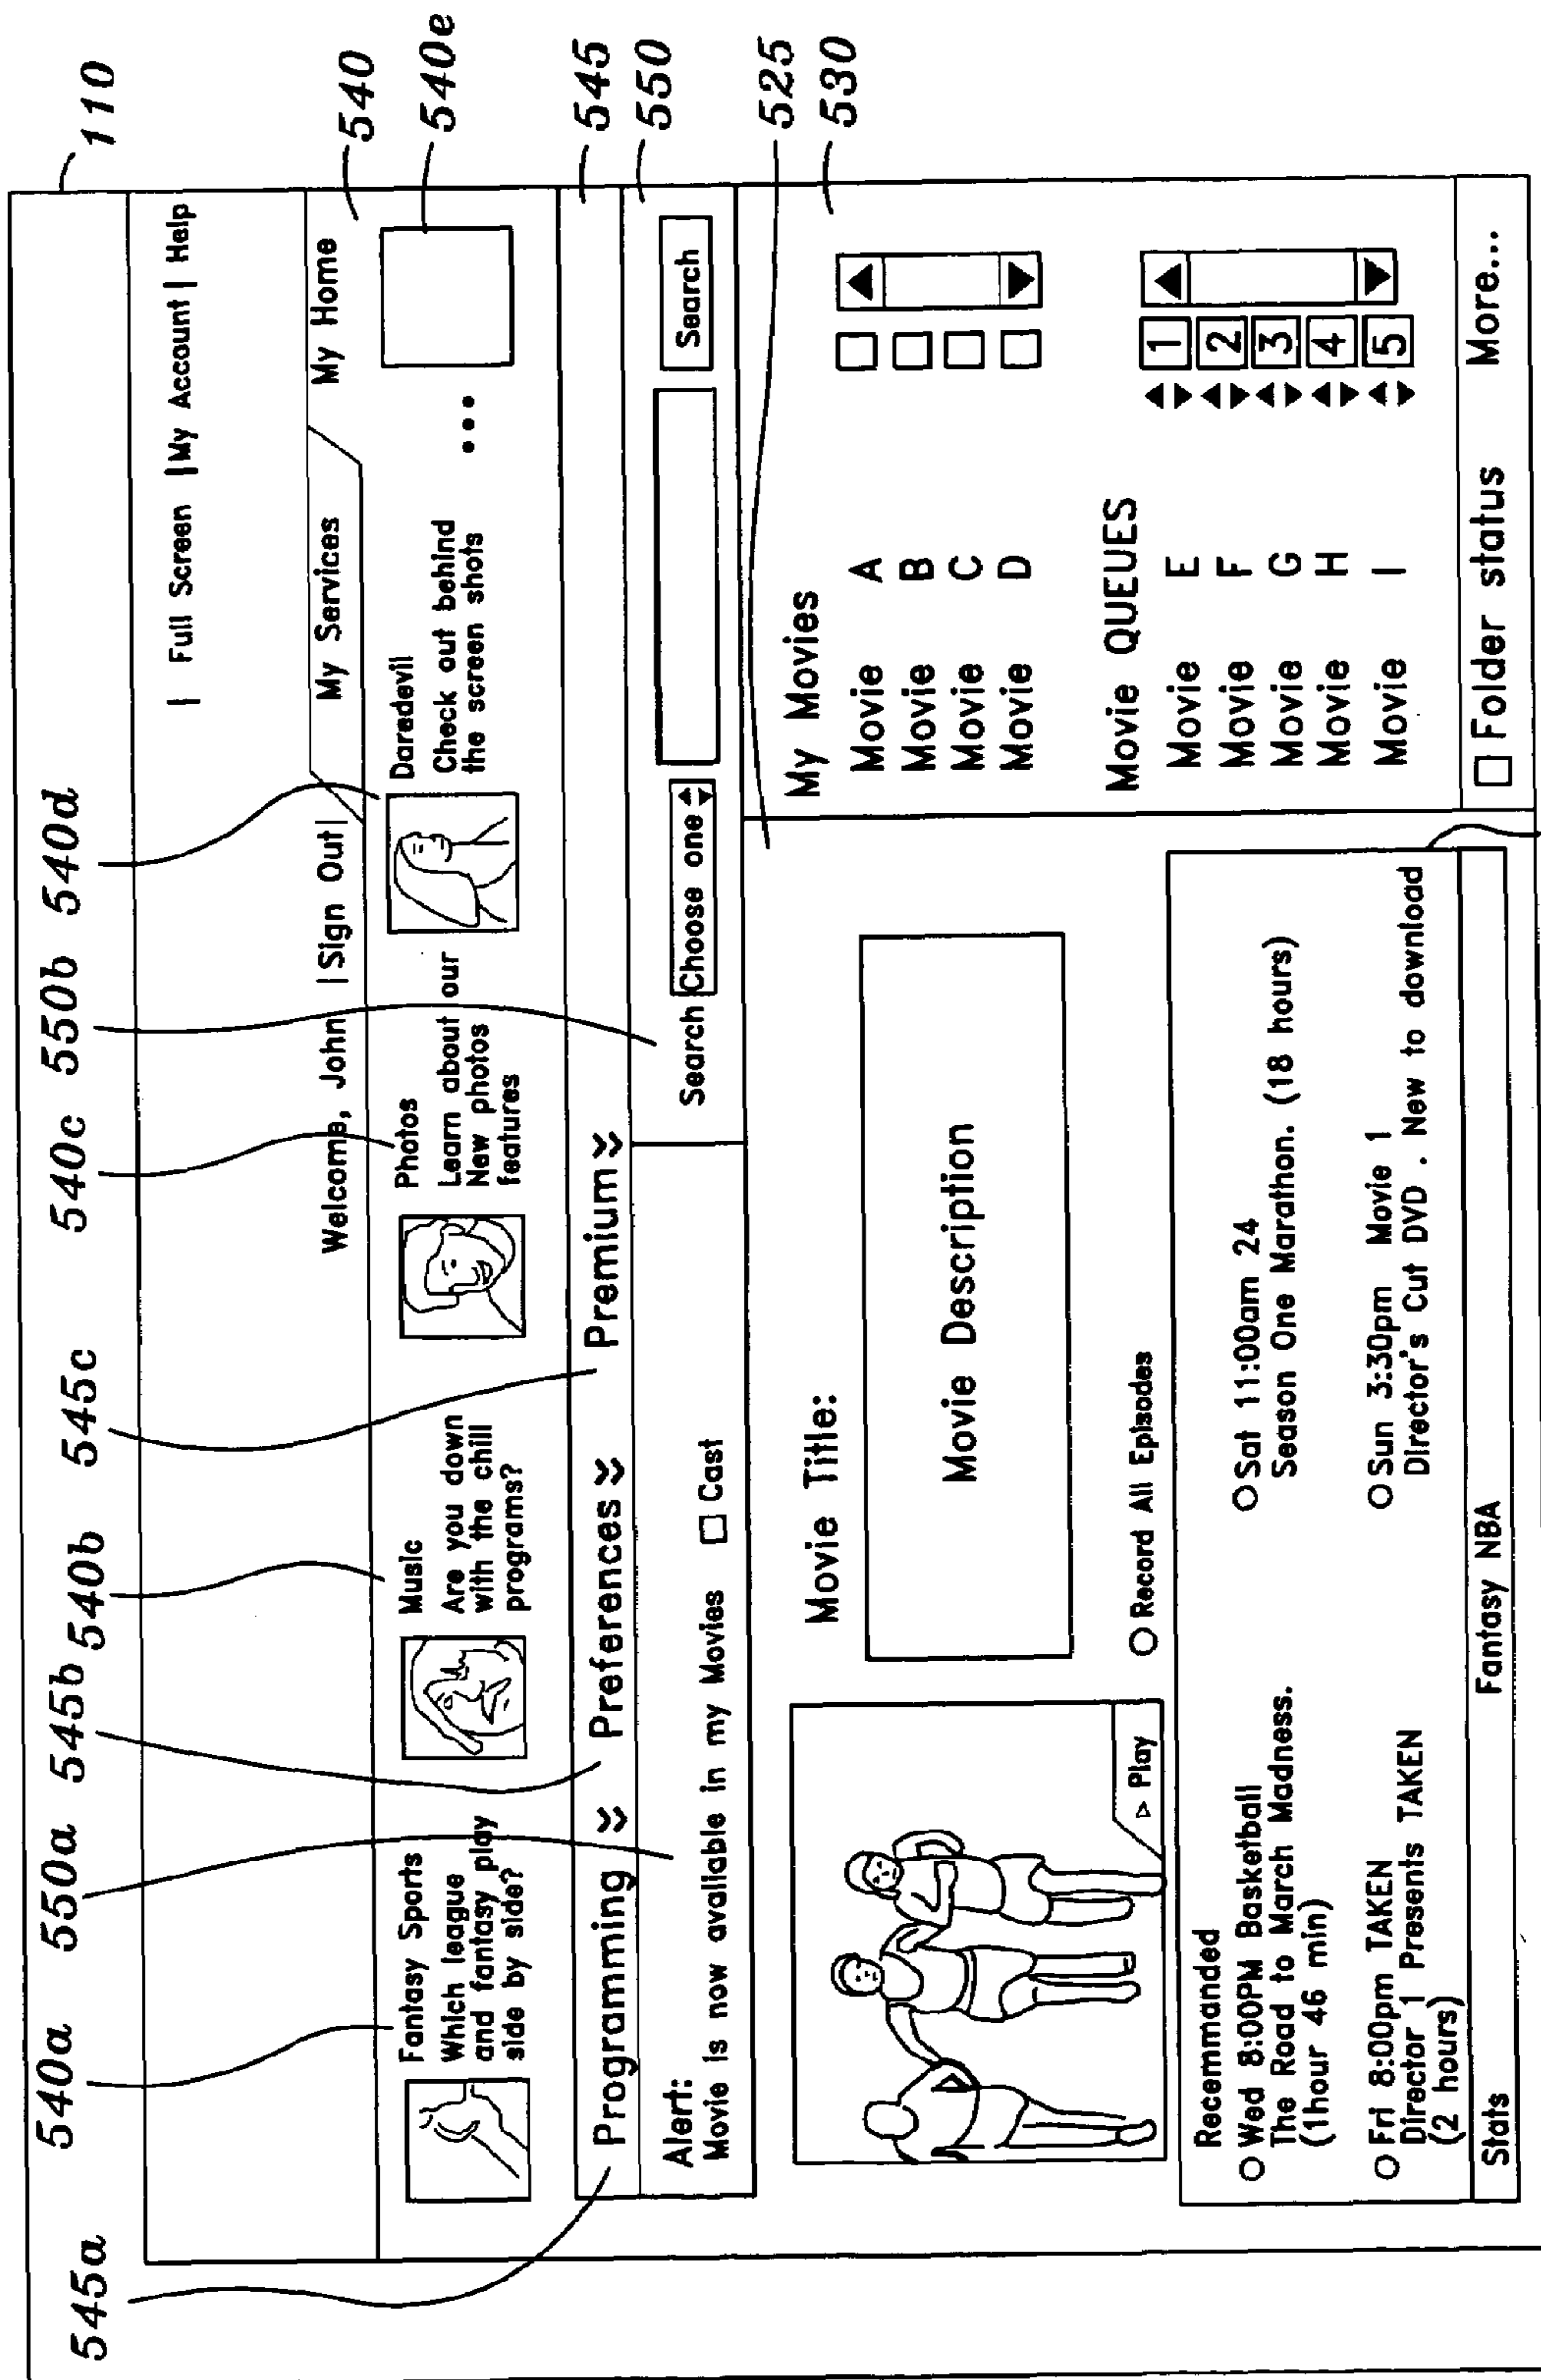 110
| Full Screen |My Account| Help
Welcome, John |Sign Out|
My Services
My Home
540
540a
Fantasy Sports
Which league
and fantasy play
side by side?
540b
Music
Are you down
with the chill
programs?
540c
Photos
Learn about our
New photos
features
540d
Daredevil
Check out behind
the screen shots
...
540e
545a
545b
545c
545
Programming »
Preferences »
Premium »
550a
550b
550
Alert:
Movie is now avaliable in my Movies
Cast
Search
Choose one
Search
525
530
Movie Title:
Movie Description
Play
Record All Episodes
My Movies
Movie A
Movie B
Movie C
Movie D
Movie QUEUES
Movie E 1
Movie F 2
Movie G 3
Movie H 4
Movie I 5
Recemmanded
Wed 8:00PM Basketball
The Road to March Madness.
(1hour 46 min)
Sat 11:00am 24
Season One Marathon. (18 hours)
Fri 8:00pm TAKEN
Director 1 Presents TAKEN
(2 hours)
Sun 3:30pm Movie 1
Director's Cut DVD . New to download
Stats
Fantasy NBA
Folder status
More...